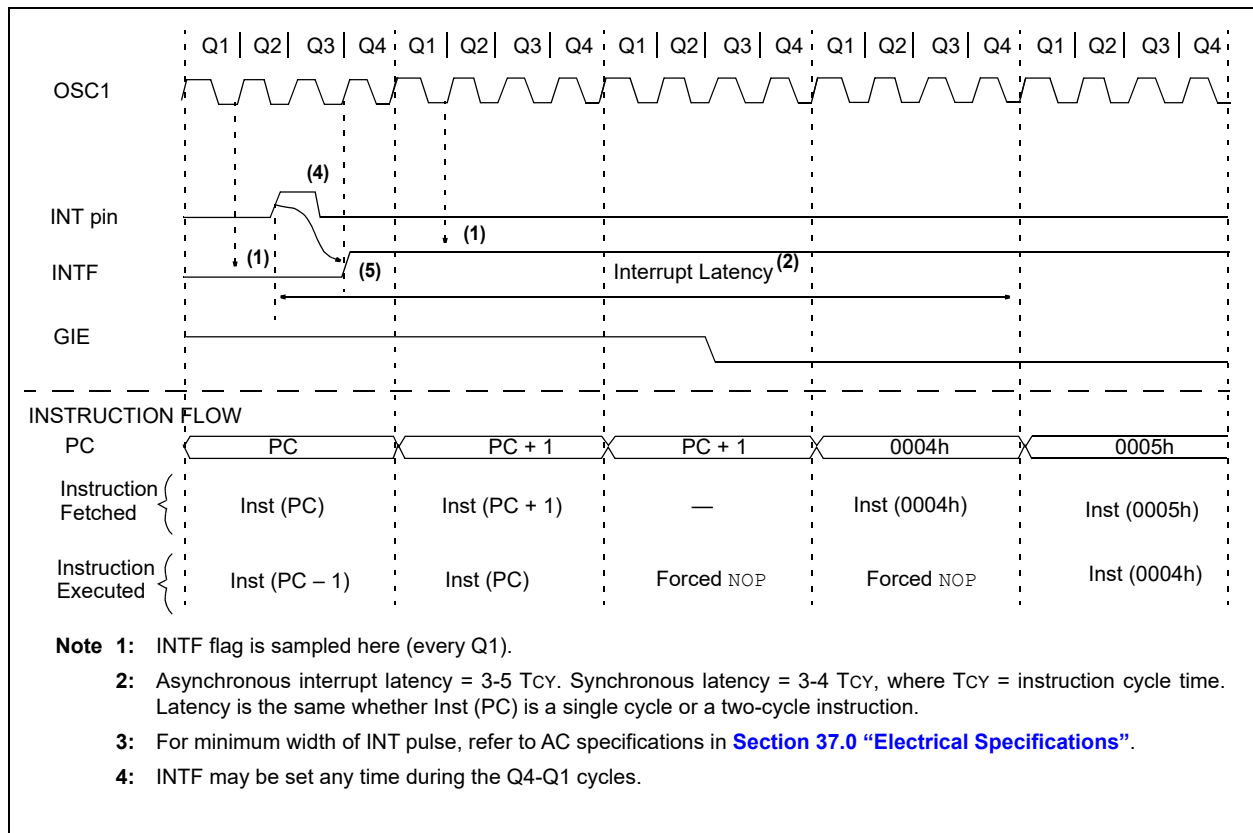 Q1 Q2 Q3 Q4 Q1 Q2 Q3 Q4 Q1 Q2 Q3 Q4 Q1 Q2 Q3 Q4 Q1 Q2 Q3 Q4
OSC1
(4)
INT pin
(1) (1)
INTF (5) Interrupt Latency (2)
GIE
INSTRUCTION FLOW
PC PC PC + 1 PC + 1 0004h 0005h
Instruction
Fetched Inst (PC) Inst (PC + 1) — Inst (0004h) Inst (0005h)
Instruction
Executed Inst (PC – 1) Inst (PC) Forced NOP Forced NOP Inst (0004h)
Note 1: INTF flag is sampled here (every Q1).
2: Asynchronous interrupt latency = 3-5 TCY. Synchronous latency = 3-4 TCY, where TCY = instruction cycle time.
Latency is the same whether Inst (PC) is a single cycle or a two-cycle instruction.
3: For minimum width of INT pulse, refer to AC specifications in Section 37.0 “Electrical Specifications”.
4: INTF may be set any time during the Q4-Q1 cycles.